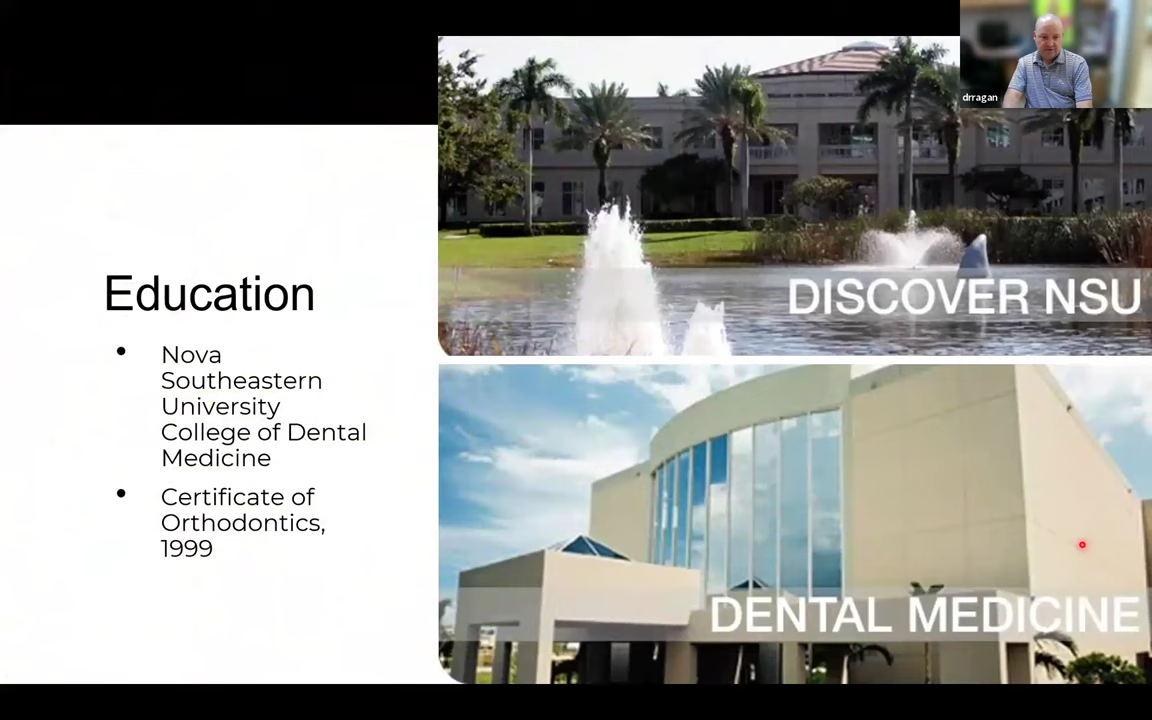 drragan
DISCOVER NSU
Education
• Nova
Southeastern
University
College of Dental
Medicine
• Certificate of
Orthodontics,
1999
DENTAL MEDICINE